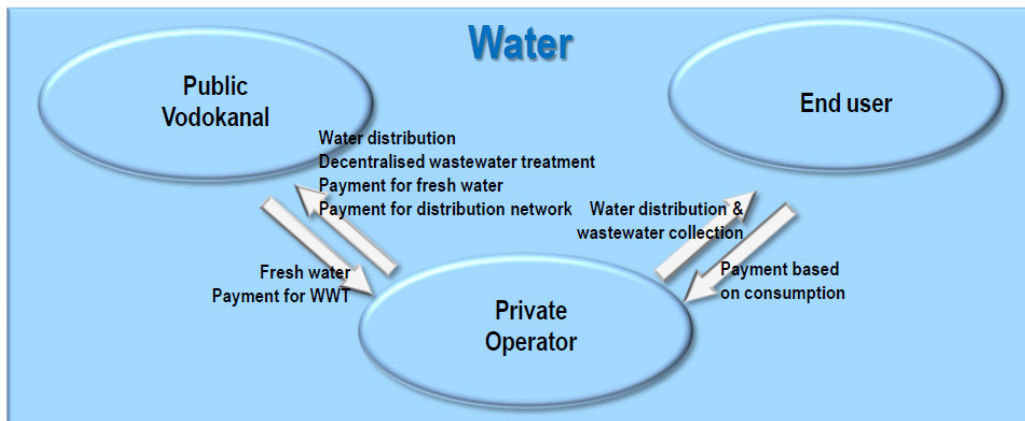 Water
Public
Vodokanal
End user
Water distribution
Decentralised wastewater treatment
Payment for fresh water
Payment for distribution network
Water distribution &
wastewater collection
Fresh water
Payment for WWT
Payment based
on consumption
Private
Operator